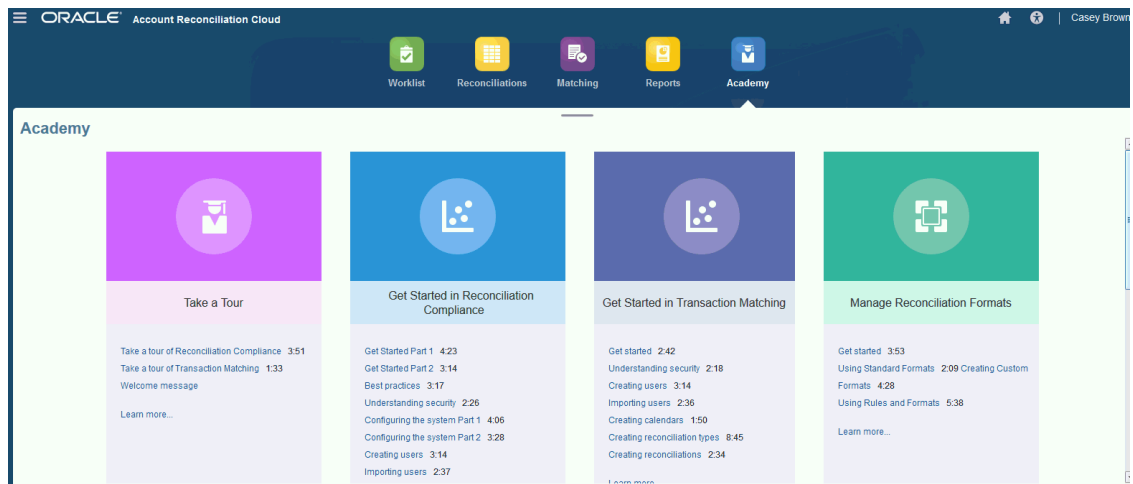 ORACLE® Account Reconciliation Cloud
Casey Brown
Worklist
Reconciliations
Matching
Reports
Academy
Academy
Take a Tour
Take a tour of Reconciliation Compliance 3:51
Take a tour of Transaction Matching 1:33
Welcome message
Learn more...
Get Started in Reconciliation
Compliance
Get Started Part 1 4:23
Get Started Part 2 3:14
Best practices 3:17
Understanding security 2:26
Configuring the system Part 1 4:06
Configuring the system Part 2 3:28
Creating users 3:14
Importing users 2:37
Get Started in Transaction Matching
Get started 2:42
Understanding security 2:18
Creating users 3:14
Importing users 2:36
Creating calendars 1:50
Creating reconciliation types 8:45
Creating reconciliations 2:34
Learn more...
Manage Reconciliation Formats
Get started 3:53
Using Standard Formats 2:09 Creating Custom
Formats 4:28
Using Rules and Formats 5:38
Learn more...